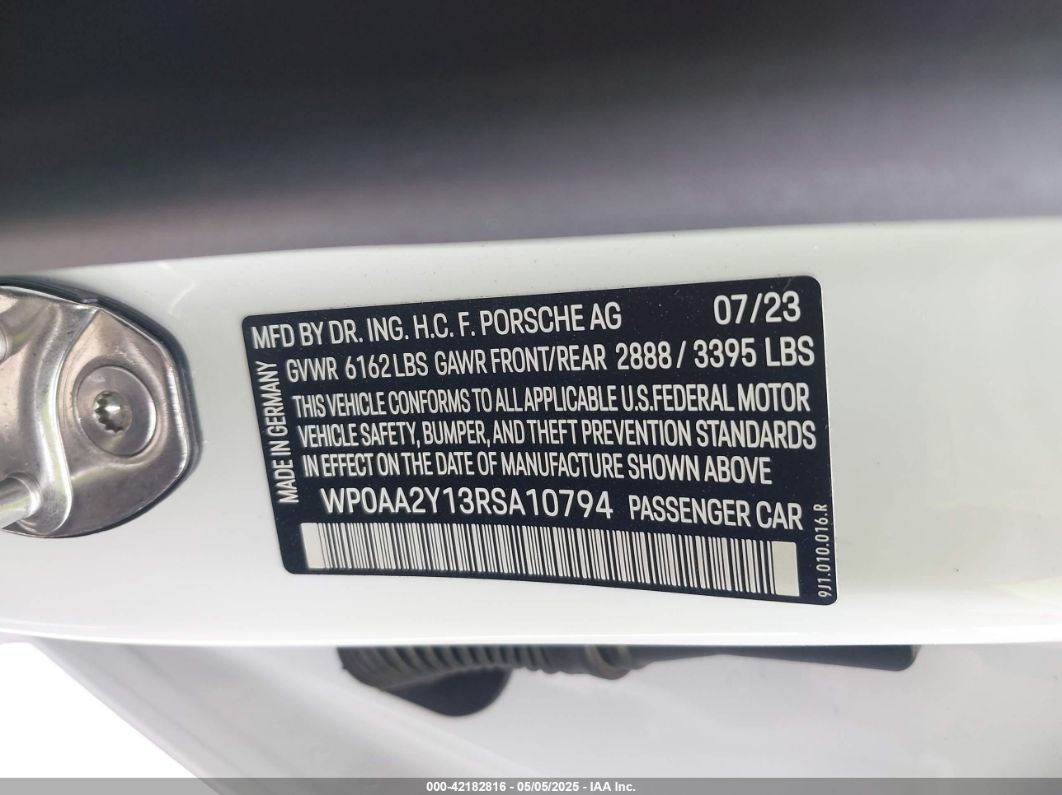 MFD BY DR. ING. H.C. F. PORSCHE AG 07/23
GVWR 6162 LBS GAWR FRONT/REAR 2888 / 3395 LBS
THIS VEHICLE CONFORMS TO ALL APPLICABLE U.S.FEDERAL MOTOR
VEHICLE SAFETY, BUMPER, AND THEFT PREVENTION STANDARDS
IN EFFECT ON THE DATE OF MANUFACTURE SHOWN ABOVE
WP0AA2Y13RSA10794 PASSENGER CAR
MADE IN GERMANY
9J1.010.016.R
000-42182816 - 05/05/2025 - IAA Inc.